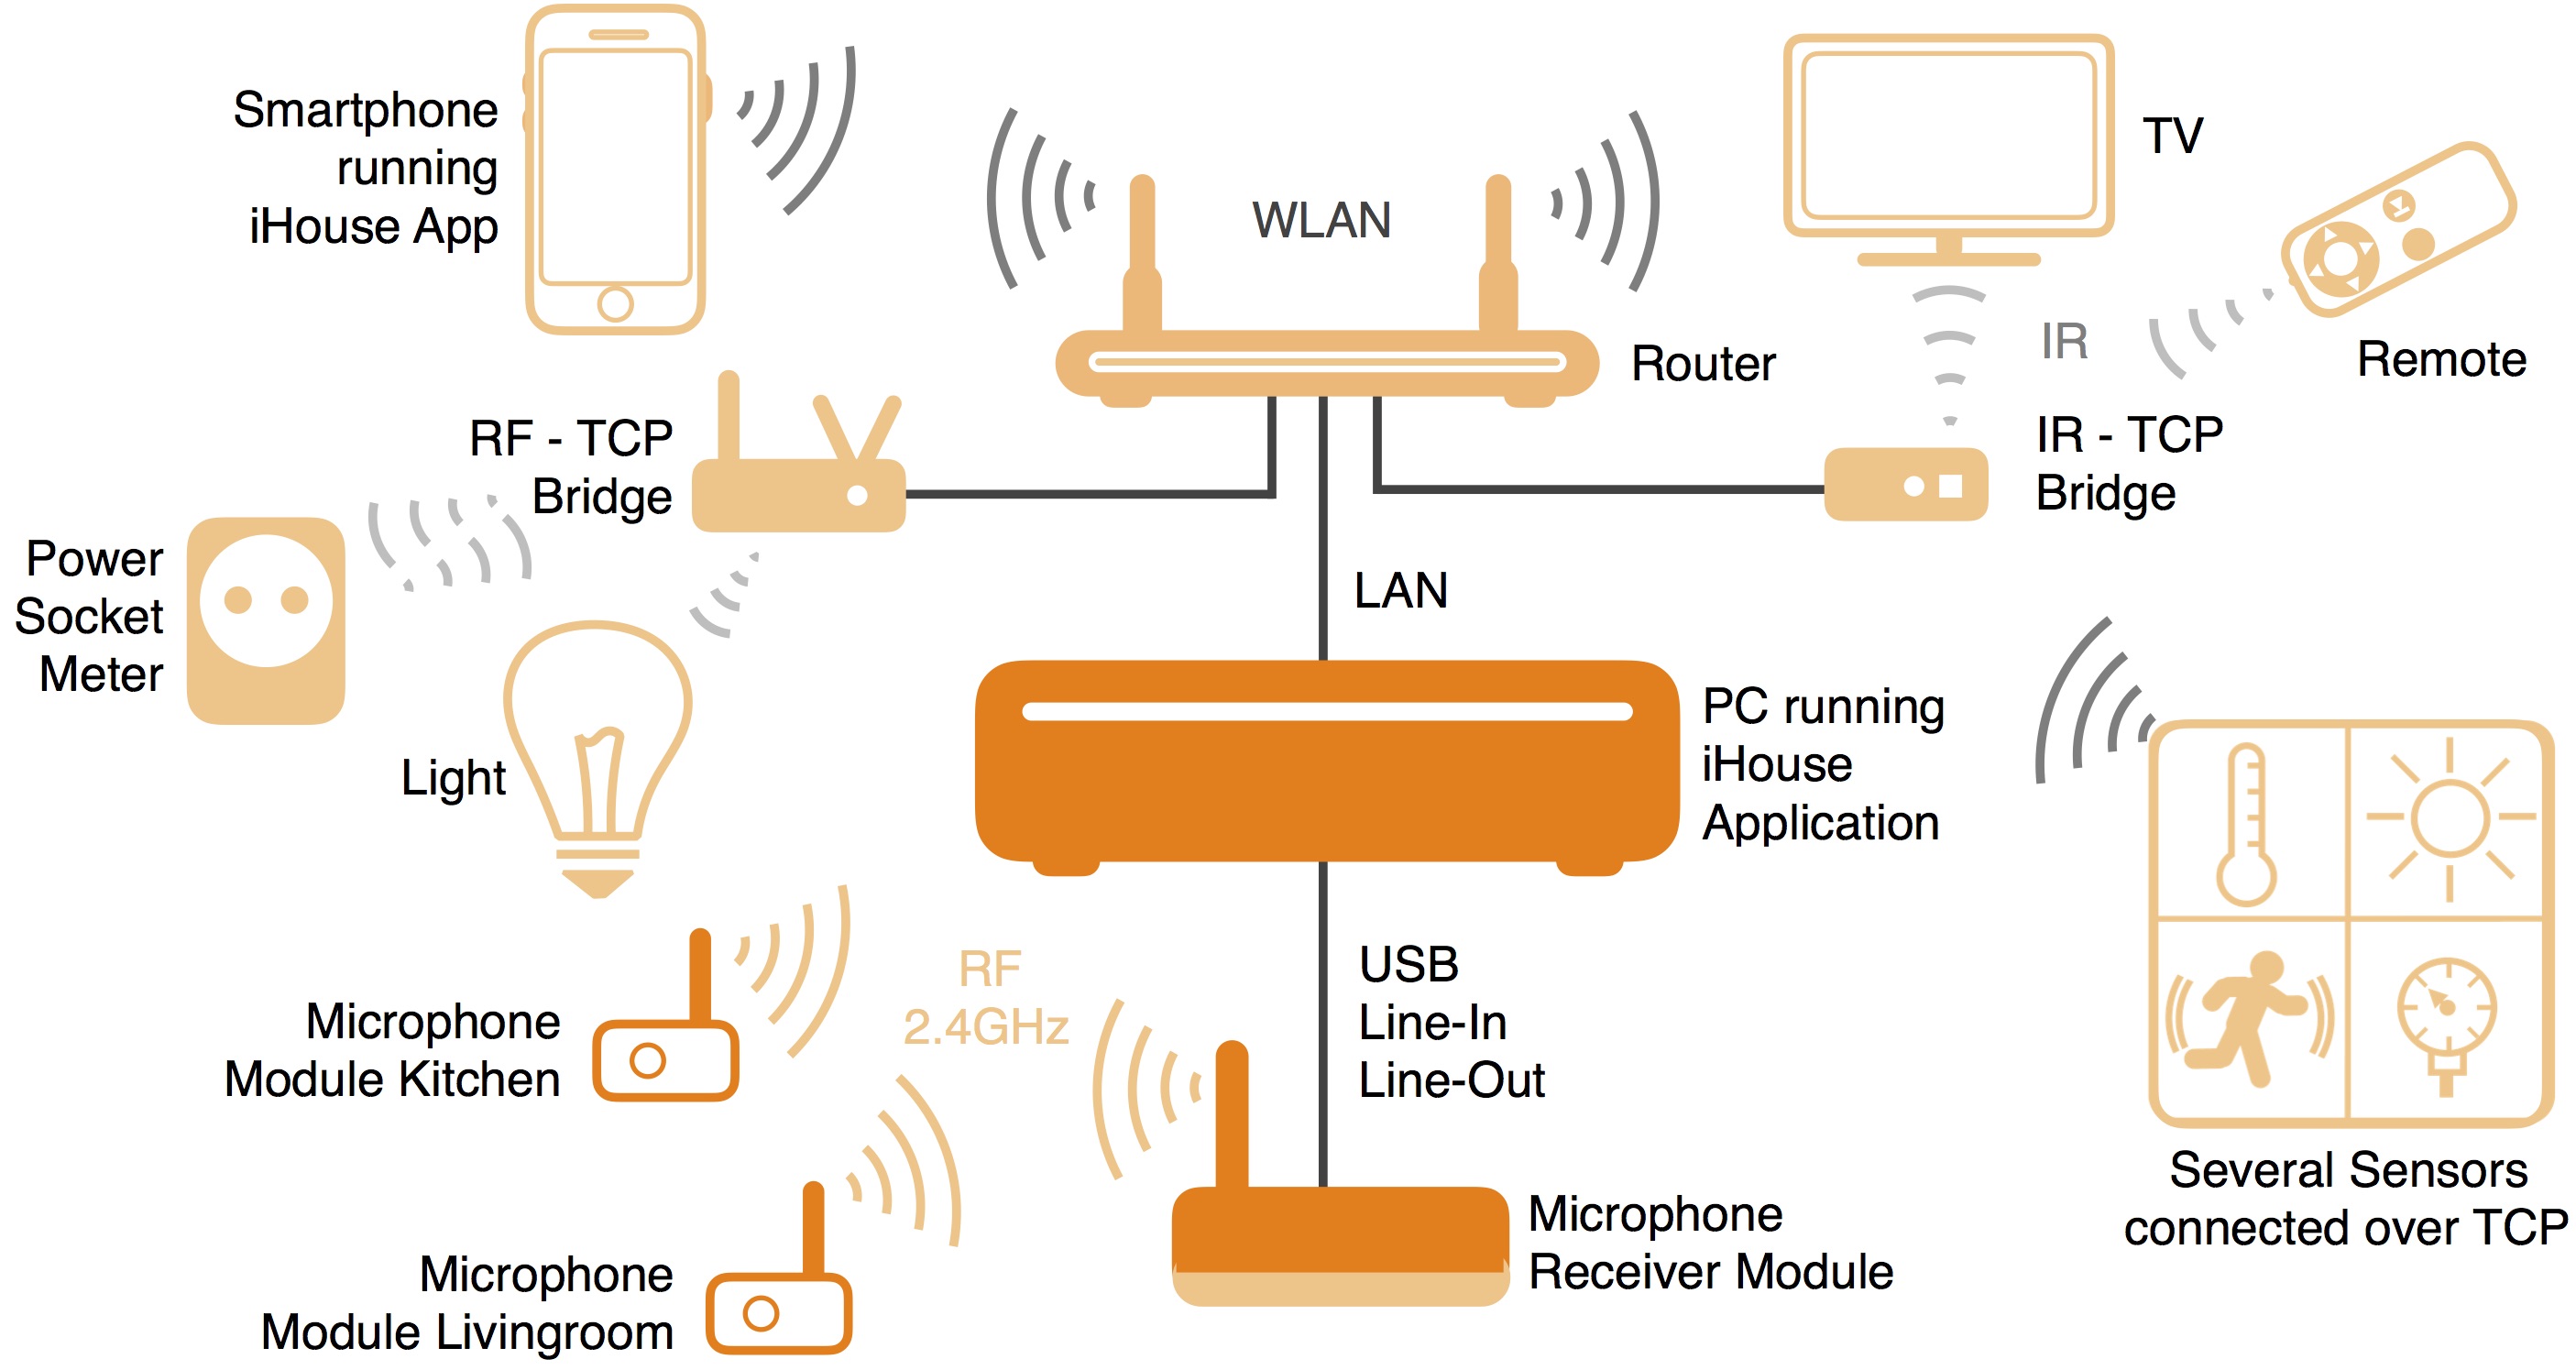 Smartphone
running
iHouse App
WLAN
TV
Router
IR
Remote
RF - TCP
Bridge
IR - TCP
Bridge
Power
Socket
Meter
LAN
Light
PC running
iHouse
Application
RF
2.4GHz
USB
Line-In
Line-Out
Microphone
Module Kitchen
Several Sensors
connected over TCP
Microphone
Receiver Module
Microphone
Module Livingroom